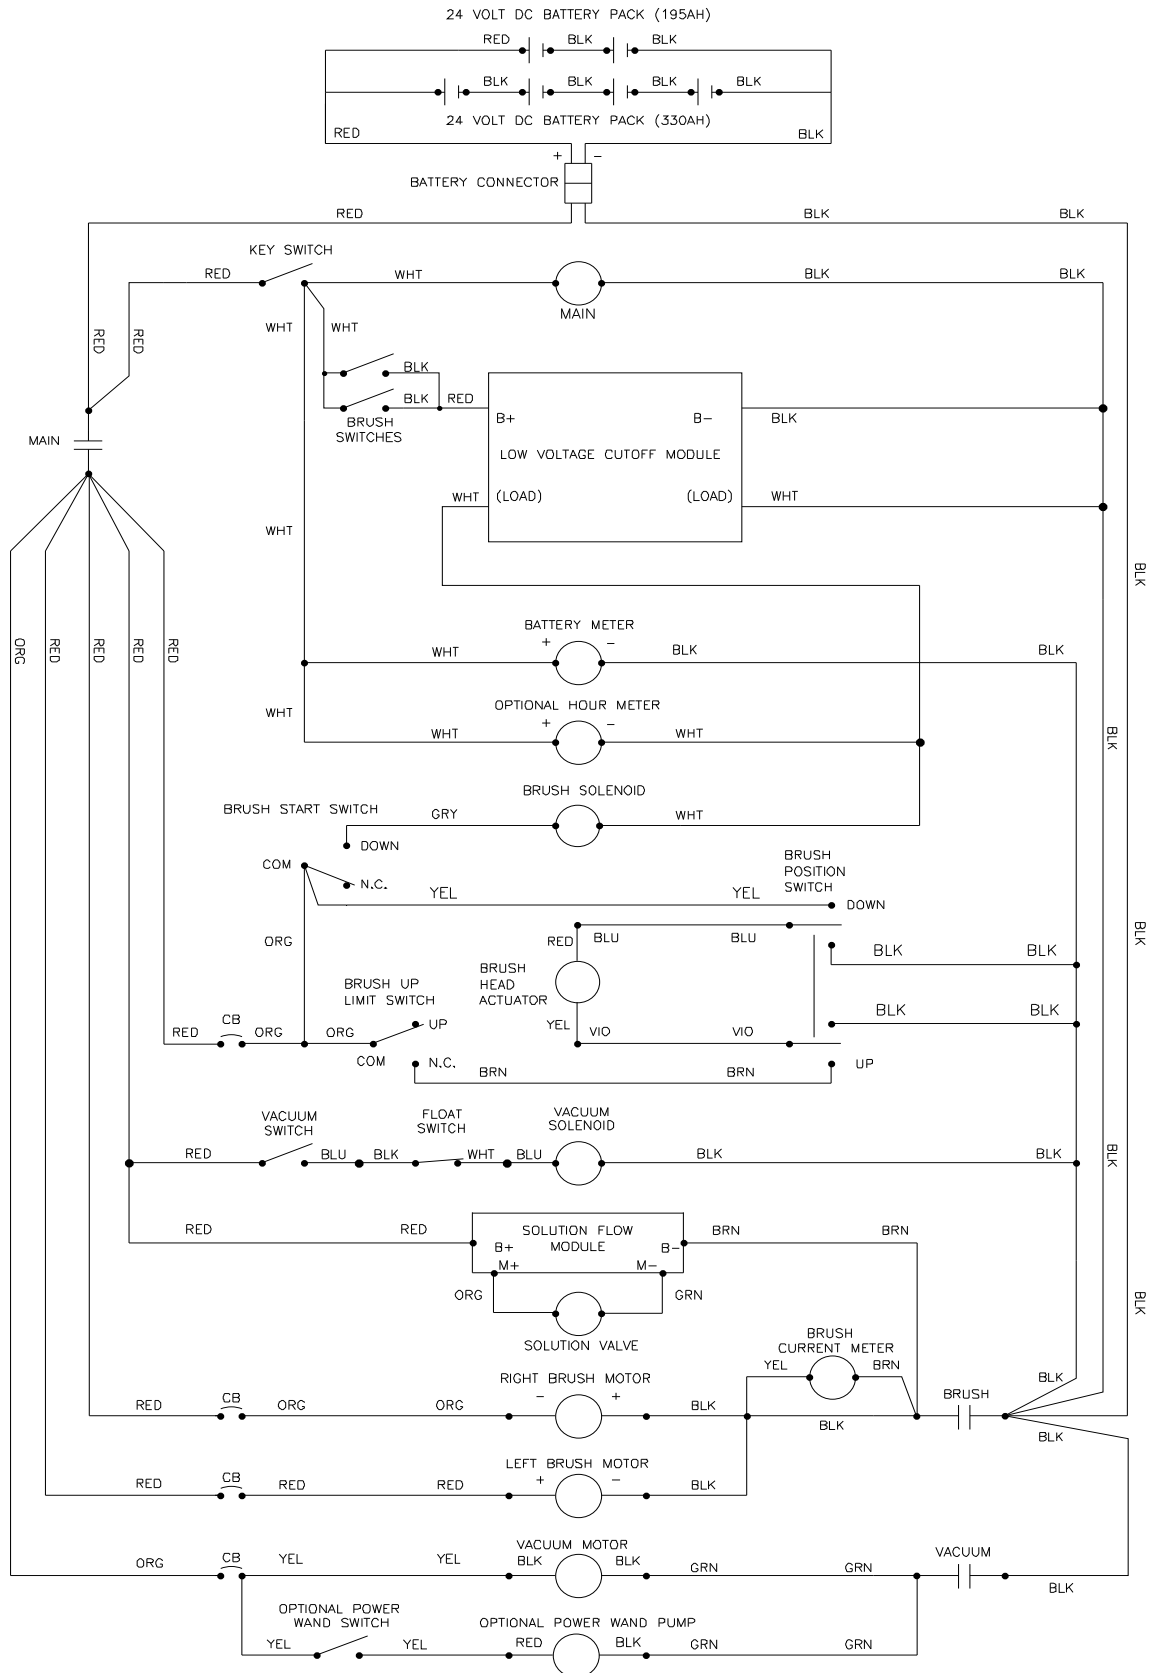 24 VOLT DC BATTERY PACK (195AH)
RED BLK BLK
BLK BLK BLK BLK
24 VOLT DC BATTERY PACK (330AH)
RED BLK
+ −
BATTERY CONNECTOR
RED BLK BLK
KEY SWITCH
RED WHT BLK BLK
MAIN
WHT WHT
RED RED
BLK
BLK RED
BRUSH
SWITCHES
B+ B−
BLK
MAIN
LOW VOLTAGE CUTOFF MODULE
WHT (LOAD) (LOAD) WHT
WHT
BLK
BATTERY METER
ORG RED RED RED RED
+ −
WHT BLK BLK
OPTIONAL HOUR METER
WHT
+ −
WHT WHT
BLK
BRUSH SOLENOID
BRUSH START SWITCH
GRY WHT
DOWN
BRUSH
POSITION
SWITCH
COM
N.C.
YEL YEL
DOWN
ORG
RED BLU BLU
BLK BLK
BLK
BRUSH
HEAD
ACTUATOR
BRUSH UP
LIMIT SWITCH
BLK BLK
CB
UP
RED ORG ORG
YEL VIO VIO
COM N.C.
UP
BRN BRN
VACUUM
SWITCH
FLOAT
SWITCH
VACUUM
SOLENOID
RED BLU BLK WHT BLU BLK BLK
BLK
RED RED
SOLUTION FLOW
MODULE
B+ B−
M+ M−
BRN BRN
ORG GRN
BLK
SOLUTION VALVE
BRUSH
CURRENT METER
YEL BRN
RIGHT BRUSH MOTOR
− +
BLK
CB
RED ORG ORG BLK BLK
BRUSH
BLK
LEFT BRUSH MOTOR
+ −
CB
RED RED RED BLK
VACUUM MOTOR
VACUUM
CB
ORG YEL YEL BLK BLK GRN GRN
BLK
OPTIONAL POWER
WAND SWITCH
OPTIONAL POWER WAND PUMP
YEL YEL RED BLK GRN GRN